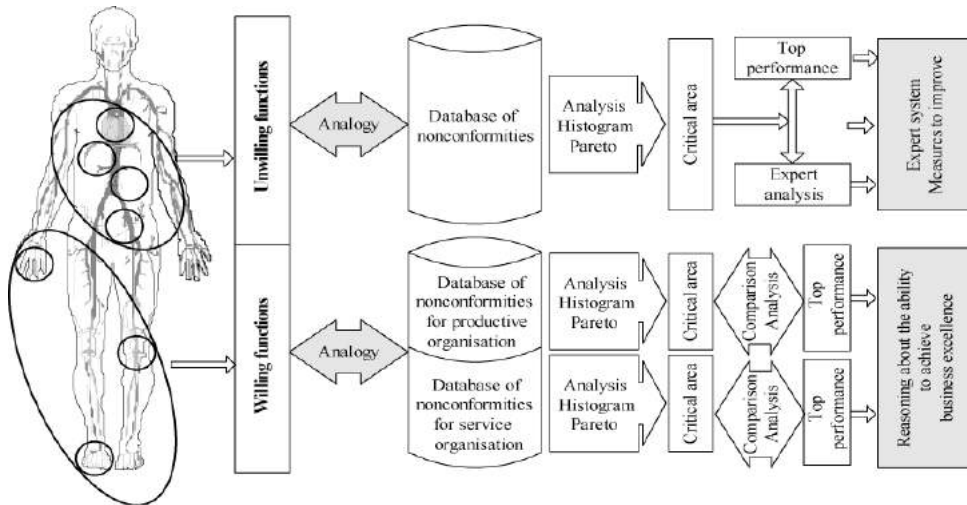 Unwilling functions
Analogy
Database of
nonconformities
Analysis
Histogram
Pareto
Critical area
Top
performance
Expert
analysis
Expert system
Measures to improve
Willing functions
Analogy
Database of
nonconformities
for productive
organisation
Analysis
Histogram
Pareto
Critical area
Comparison
Analysis
Top
performance
Database of
nonconformities
for service
organisation
Analysis
Histogram
Pareto
Critical area
Comparison
Analysis
Top
performance
Reasoning about the ability
to achieve
business excellence